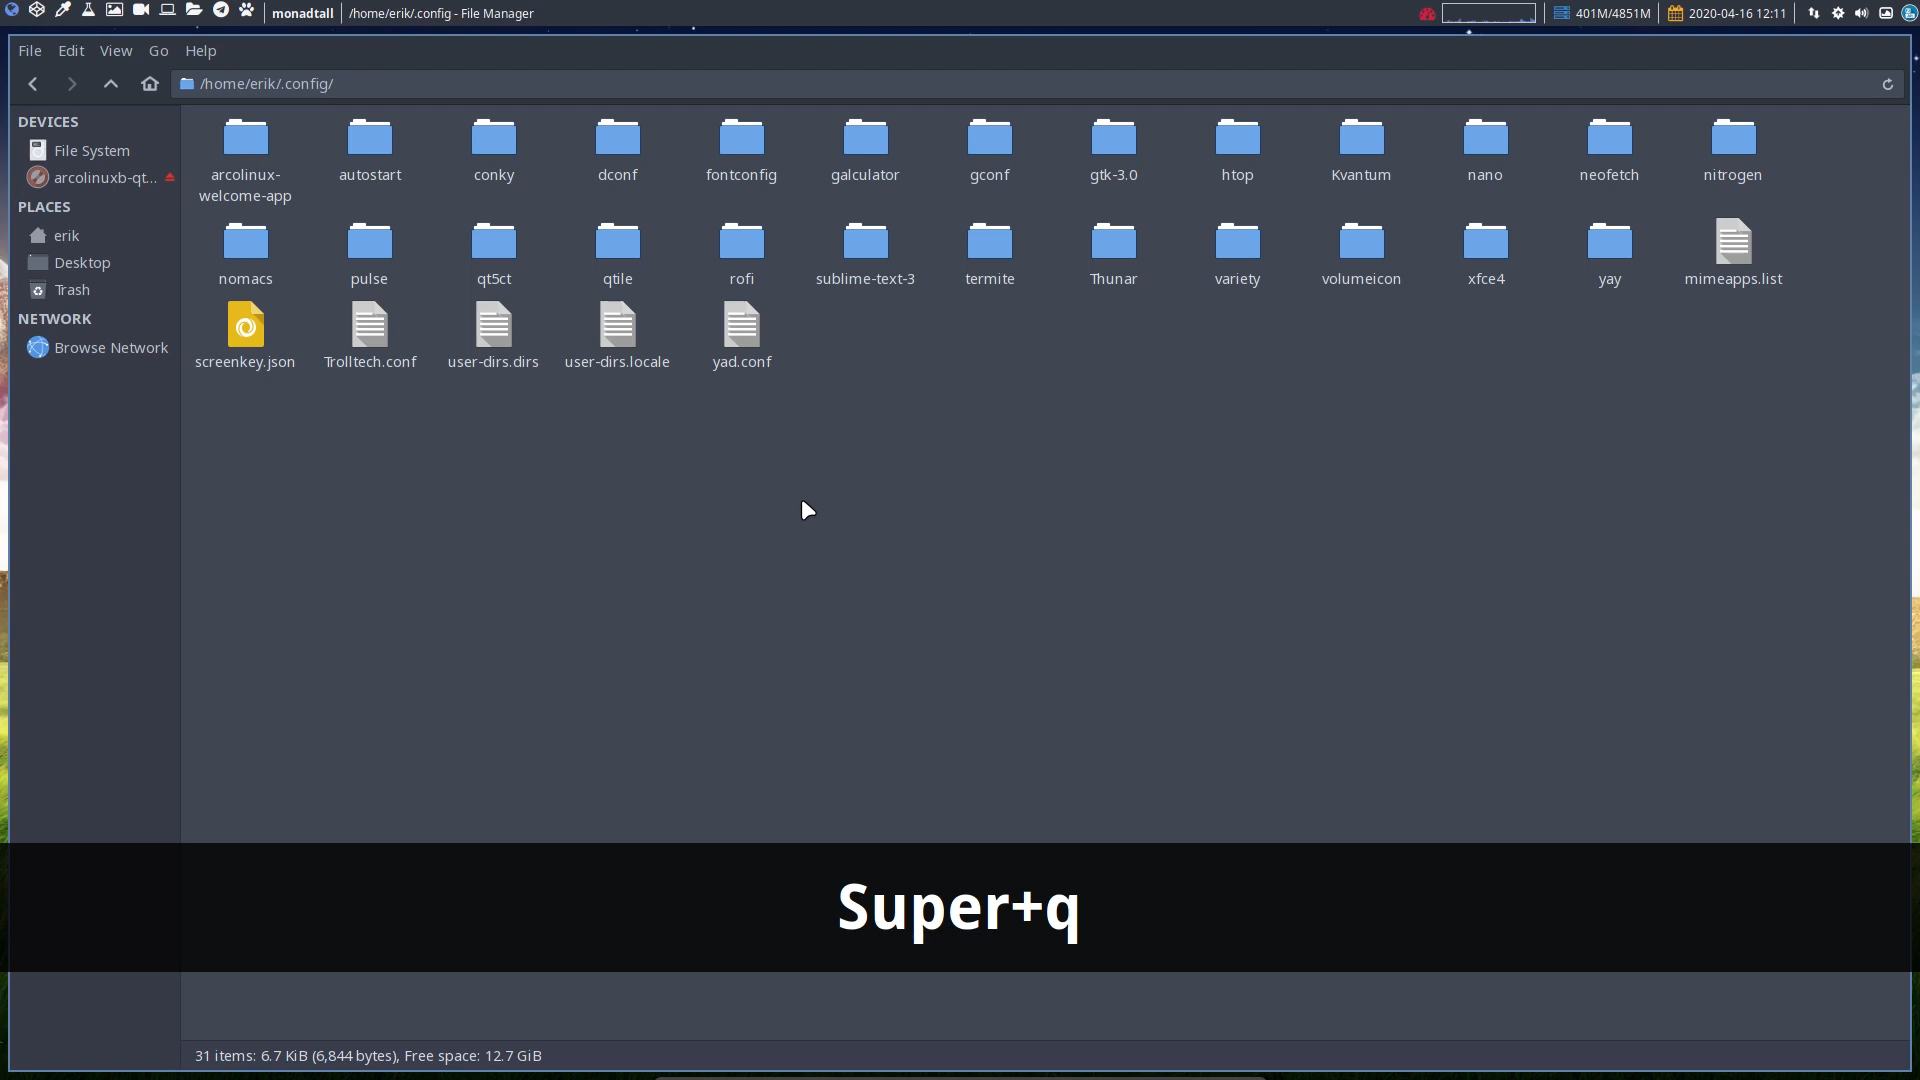 monadtall /home/erik/.config - File Manager 401M/4851M 2020-04-16 12:11
File Edit View Go Help
/home/erik/.config/
DEVICES
File System
arcolinuxb-qt...
PLACES
erik
Desktop
Trash
NETWORK
Browse Network
arcolinux-
welcome-app
autostart
conky
dconf
fontconfig
galculator
gconf
gtk-3.0
htop
Kvantum
nano
neofetch
nitrogen
nomacs
pulse
qt5ct
qtile
rofi
sublime-text-3
termite
Thunar
variety
volumeicon
xfce4
yay
mimeapps.list
screenkey.json
Trolltech.conf
user-dirs.dirs
user-dirs.locale
yad.conf
Super+q
31 items: 6.7 KiB (6,844 bytes), Free space: 12.7 GiB